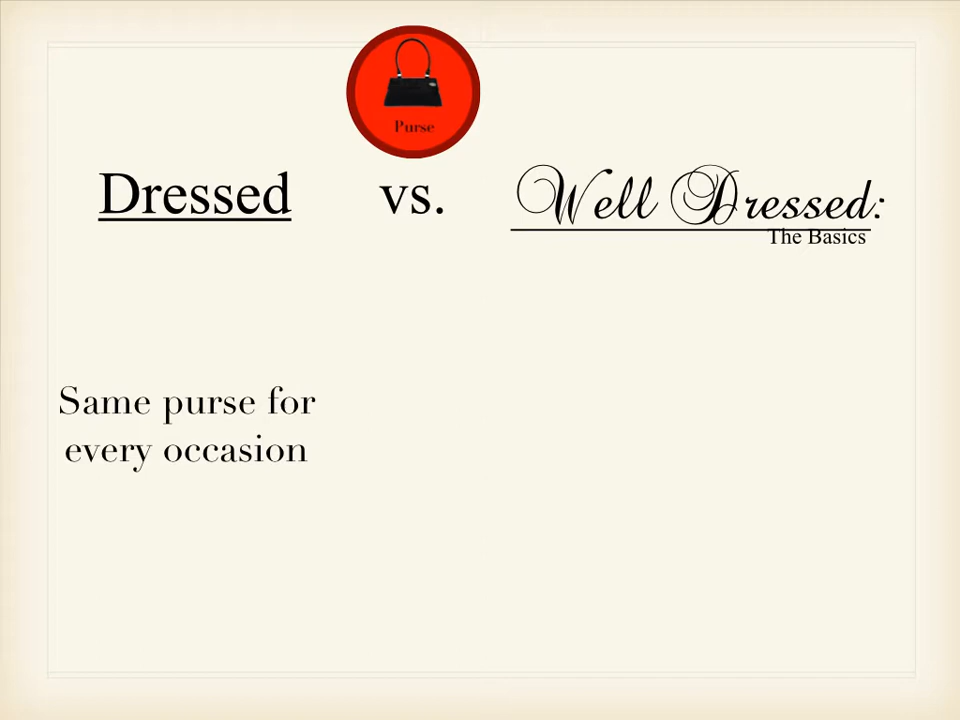 Purse
Dressed vs. Well Dressed:
The Basics
Same purse for
every occasion